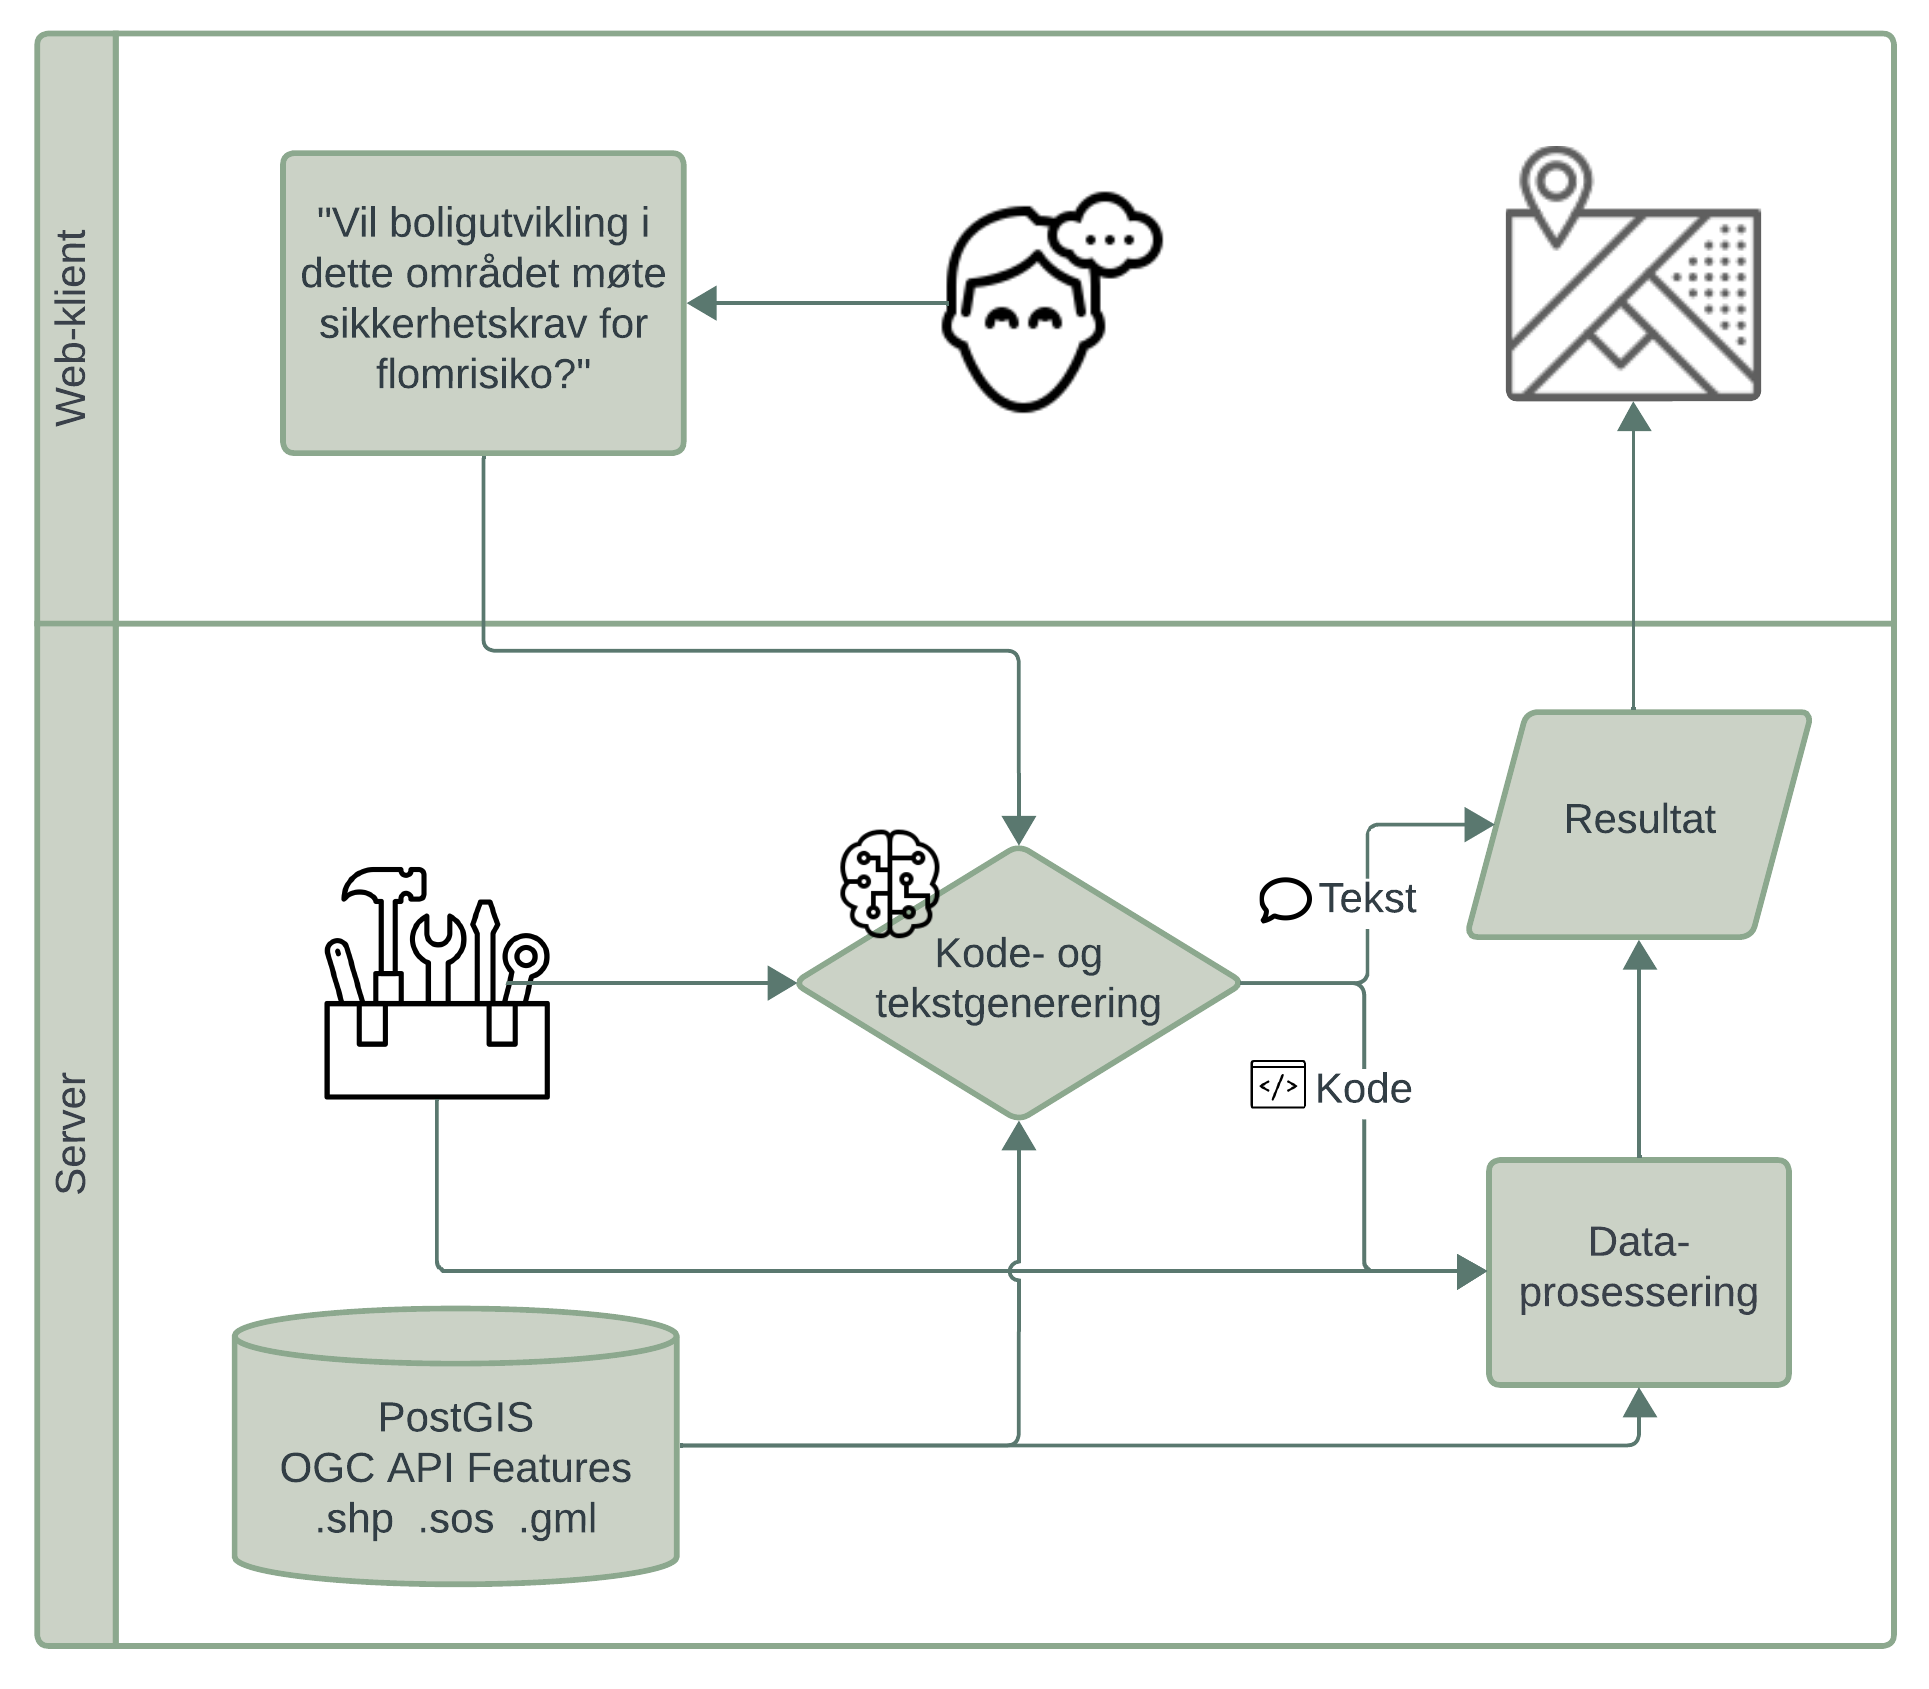 Web-klient
"Vil boligutvikling i
dette området møte
sikkerhetskrav for
flomrisiko?"
Server
Kode- og
tekstgenerering
Tekst
</> Kode
Resultat
Data-
prosessering
PostGIS
OGC API Features
.shp .sos .gml